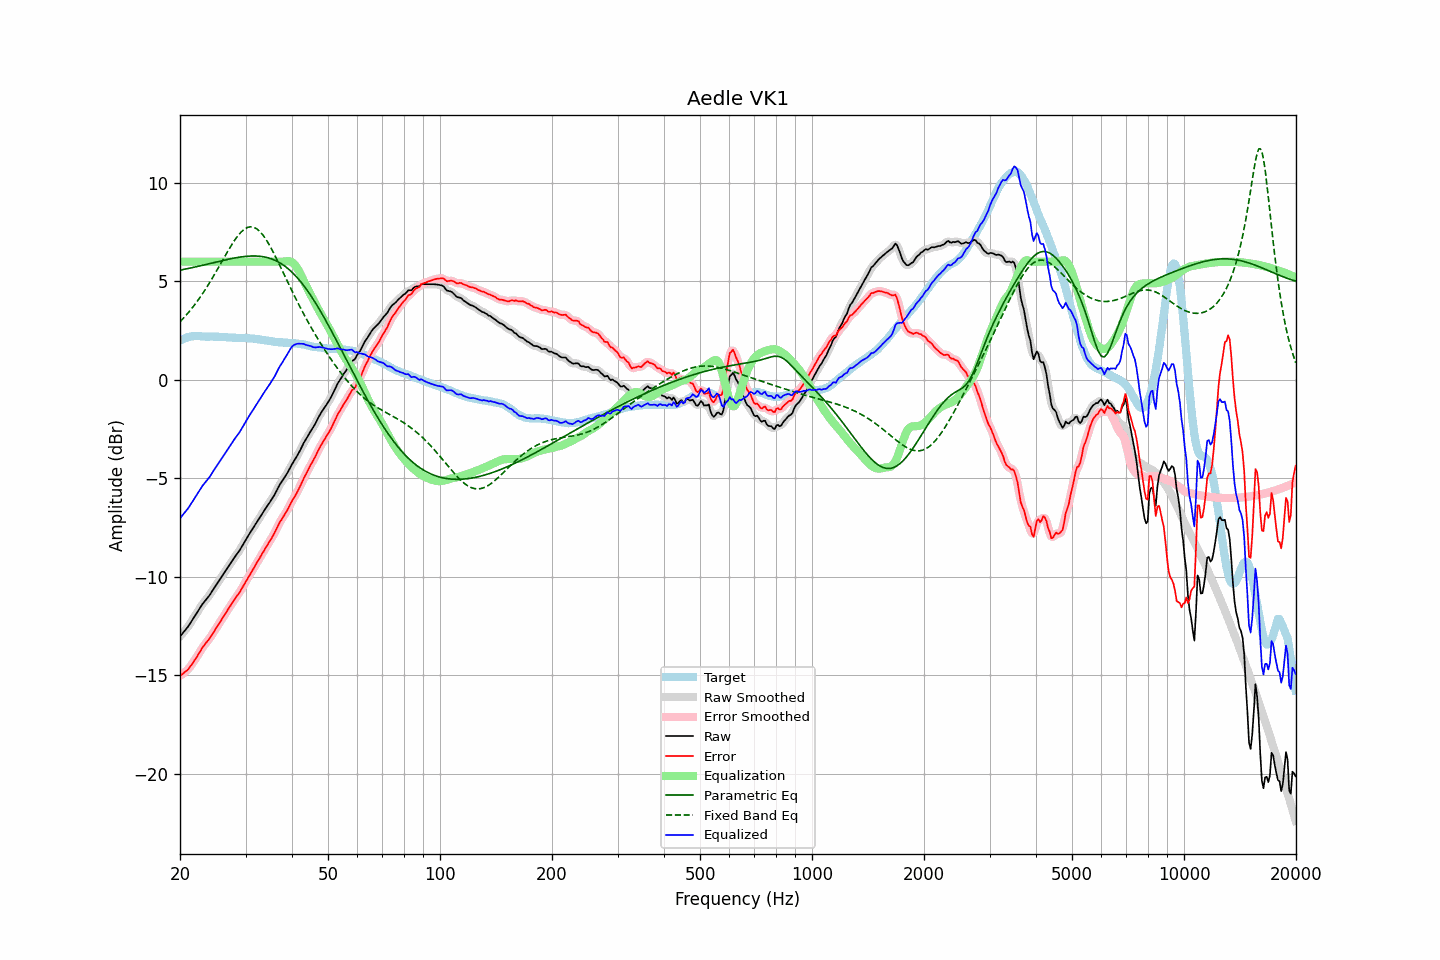 Aedle VK1
Amplitude (dBr)
10
5
0
−5
−10
−15
−20
Target
Raw Smoothed
Error Smoothed
Raw
Error
Equalization
Parametric Eq
Fixed Band Eq
Equalized
20 50 100 200 500 1000 2000 5000 10000 20000
Frequency (Hz)